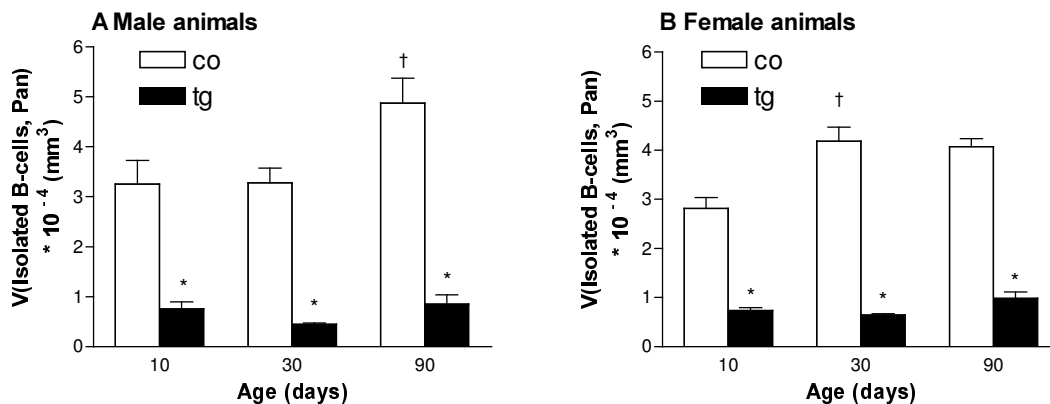 A Male animals
V(Isolated B-cells, Pan)
* 10 - 4 (mm3)
6
5
4
3
2
1
0
co
tg
†
*
*
*
10
30
90
Age (days)
B Female animals
V(Isolated B-cells, Pan)
* 10 - 4 (mm3)
6
5
4
3
2
1
0
co
tg
†
*
*
*
10
30
90
Age (days)